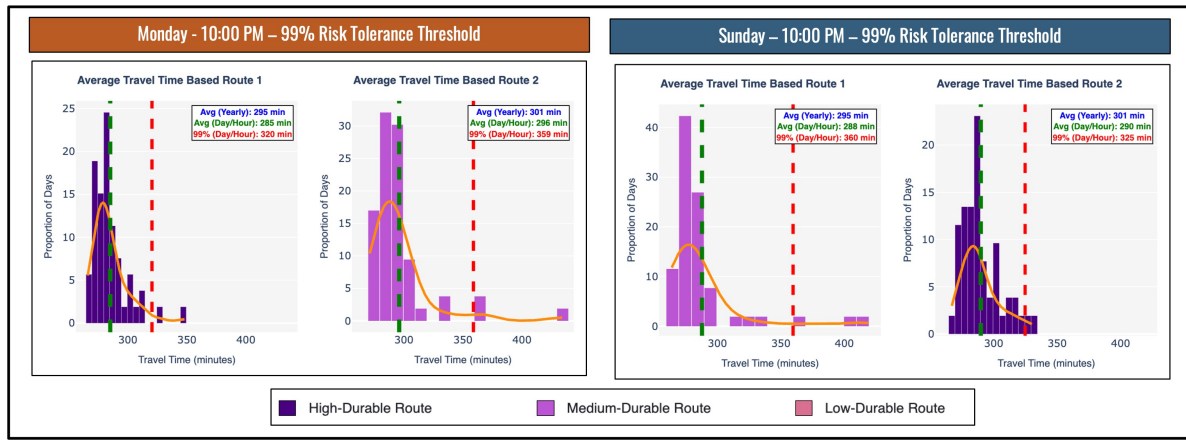 Monday - 10:00 PM – 99% Risk Tolerance Threshold
Average Travel Time Based Route 1
Avg (Yearly): 295 min
Avg (Day/Hour): 285 min
99% (Day/Hour): 320 min
Proportion of Days
25
20
15
10
5
0
300
350
400
Travel Time (minutes)
Average Travel Time Based Route 2
Avg (Yearly): 301 min
Avg (Day/Hour): 296 min
99% (Day/Hour): 359 min
Proportion of Days
30
20
10
0
300
400
Travel Time (minutes)
Sunday – 10:00 PM – 99% Risk Tolerance Threshold
Average Travel Time Based Route 1
Avg (Yearly): 295 min
Avg (Day/Hour): 288 min
99% (Day/Hour): 360 min
Proportion of Days
40
30
20
10
0
300
400
Travel Time (minutes)
Average Travel Time Based Route 2
Avg (Yearly): 301 min
Avg (Day/Hour): 290 min
99% (Day/Hour): 325 min
Proportion of Days
20
10
0
300
400
Travel Time (minutes)
High-Durable Route
Medium-Durable Route
Low-Durable Route